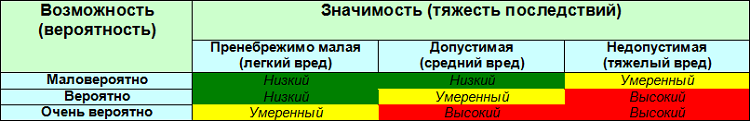 Возможность (вероятность)
Значимость (тяжесть последствий)
Пренебрежимо малая (легкий вред)
Допустимая (средний вред)
Недопустимая (тяжелый вред)
Маловероятно Низкий Низкий Умеренный
Вероятно Низкий Умеренный Высокий
Очень вероятно Умеренный Высокий Высокий